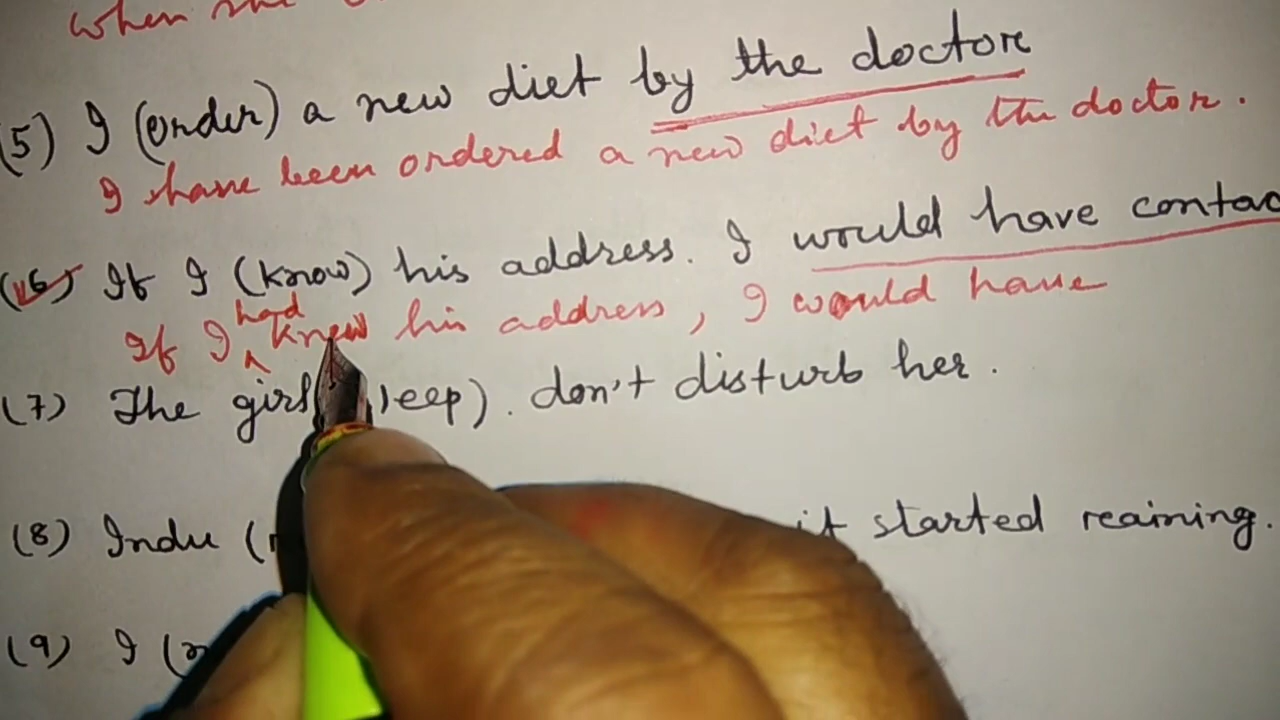 when she
(5) I (order) a new diet by the doctor
I have been ordered a new diet by the doctor.
(6) If I (know) his address. I would have contac
had
If I ^ knew his address, I would have
(7) The girl leep). don't disturb her.
(8) Indu ( it started reaining.
(9) I (